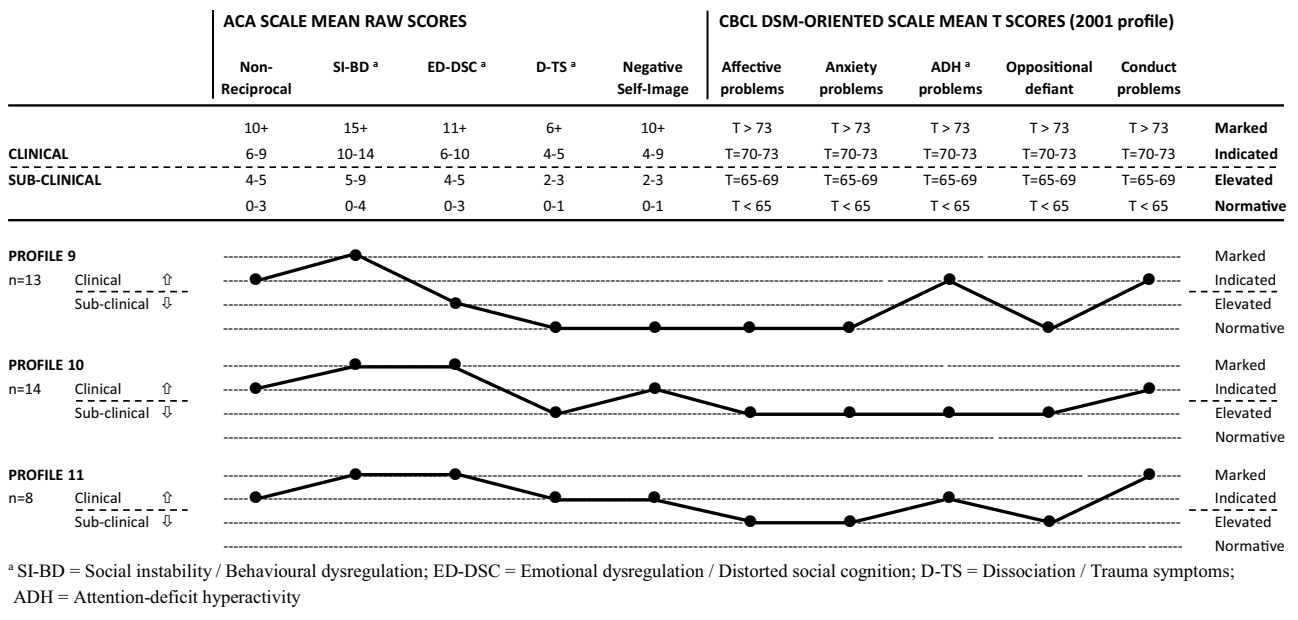 ACA SCALE MEAN RAW SCORES CBCL DSM-ORIENTED SCALE MEAN T SCORES (2001 profile)
Non- SI-BD a ED-DSC a D-TS a Negative Affective Anxiety ADH a Oppositional Conduct
Reciprocal Self-Image problems problems problems defiant problems
10+ 15+ 11+ 6+ 10+ T > 73 T > 73 T > 73 T > 73 T > 73 Marked
CLINICAL 6-9 10-14 6-10 4-5 4-9 T=70-73 T=70-73 T=70-73 T=70-73 T=70-73 Indicated
SUB-CLINICAL 4-5 5-9 4-5 2-3 2-3 T=65-69 T=65-69 T=65-69 T=65-69 T=65-69 Elevated
0-3 0-4 0-3 0-1 0-1 T < 65 T < 65 T < 65 T < 65 T < 65 Normative
PROFILE 9 Marked
n=13 Clinical ⇧ Indicated
Sub-clinical ⇩ Elevated
Normative
PROFILE 10 Marked
n=14 Clinical ⇧ Indicated
Sub-clinical ⇩ Elevated
Normative
PROFILE 11 Marked
n=8 Clinical ⇧ Indicated
Sub-clinical ⇩ Elevated
Normative
a SI-BD = Social instability / Behavioural dysregulation; ED-DSC = Emotional dysregulation / Distorted social cognition; D-TS = Dissociation / Trauma symptoms;
ADH = Attention-deficit hyperactivity